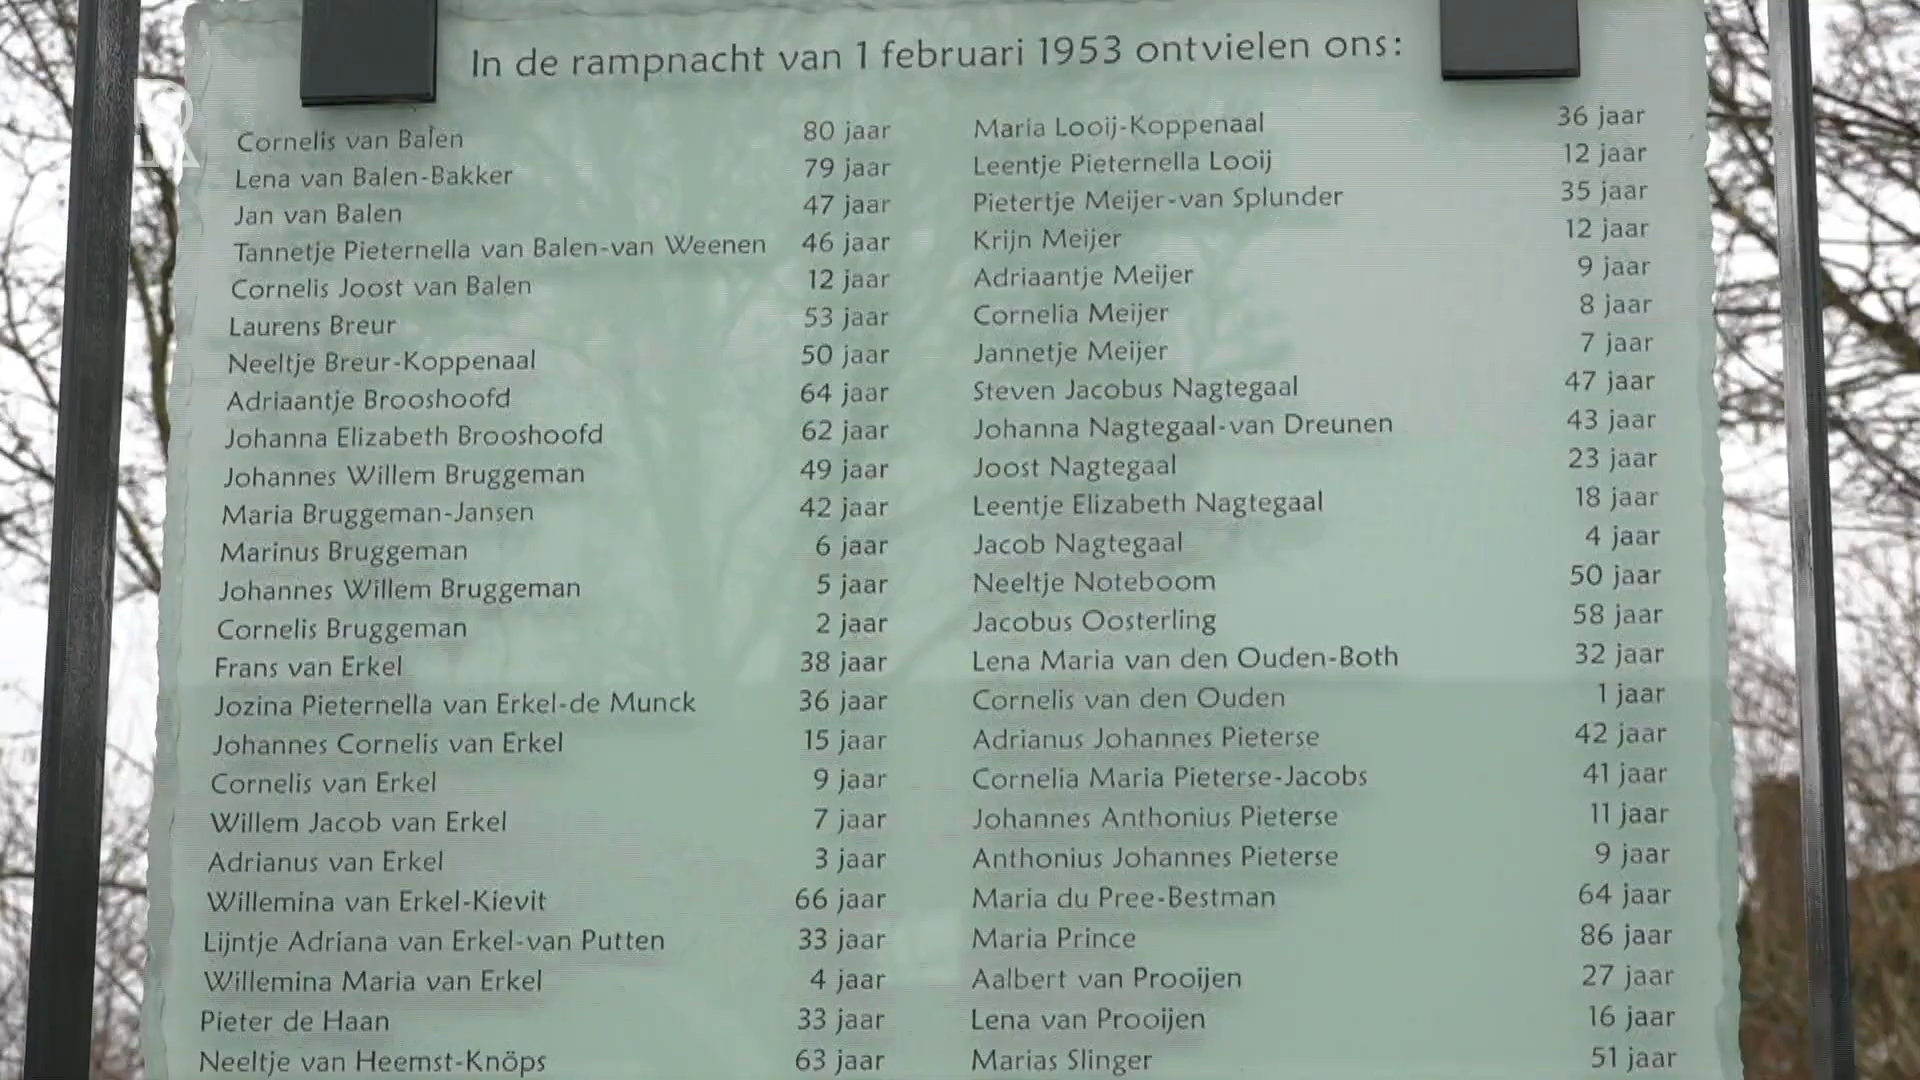 In de rampnacht van 1 februari 1953 ontvielen ons:
Cornelis van Balen 80 jaar
Lena van Balen-Bakker 79 jaar
Jan van Balen 47 jaar
Tannetje Pieternella van Balen-van Weenen 46 jaar
Cornelis Joost van Balen 12 jaar
Laurens Breur 53 jaar
Neeltje Breur-Koppenaal 50 jaar
Adriaantje Brooshoofd 64 jaar
Johanna Elizabeth Brooshoofd 62 jaar
Johannes Willem Bruggeman 49 jaar
Maria Bruggeman-Jansen 42 jaar
Marinus Bruggeman 6 jaar
Johannes Willem Bruggeman 5 jaar
Cornelis Bruggeman 2 jaar
Frans van Erkel 38 jaar
Jozina Pieternella van Erkel-de Munck 36 jaar
Johannes Cornelis van Erkel 15 jaar
Cornelis van Erkel 9 jaar
Willem Jacob van Erkel 7 jaar
Adrianus van Erkel 3 jaar
Willemina van Erkel-Kievit 66 jaar
Lijntje Adriana van Erkel-van Putten 33 jaar
Willemina Maria van Erkel 4 jaar
Pieter de Haan 33 jaar
Neeltje van Heemst-Knöps 63 jaar
Maria Looij-Koppenaal 36 jaar
Leentje Pieternella Looij 12 jaar
Pietertje Meijer-van Splunder 35 jaar
Krijn Meijer 12 jaar
Adriaantje Meijer 9 jaar
Cornelia Meijer 8 jaar
Jannetje Meijer 7 jaar
Steven Jacobus Nagtegaal 47 jaar
Johanna Nagtegaal-van Dreunen 43 jaar
Joost Nagtegaal 23 jaar
Leentje Elizabeth Nagtegaal 18 jaar
Jacob Nagtegaal 4 jaar
Neeltje Noteboom 50 jaar
Jacobus Oosterling 58 jaar
Lena Maria van den Ouden-Both 32 jaar
Cornelis van den Ouden 1 jaar
Adrianus Johannes Pieterse 42 jaar
Cornelia Maria Pieterse-Jacobs 41 jaar
Johannes Anthonius Pieterse 11 jaar
Anthonius Johannes Pieterse 9 jaar
Maria du Pree-Bestman 64 jaar
Maria Prince 86 jaar
Aalbert van Prooijen 27 jaar
Lena van Prooijen 16 jaar
Marias Slinger 51 jaar